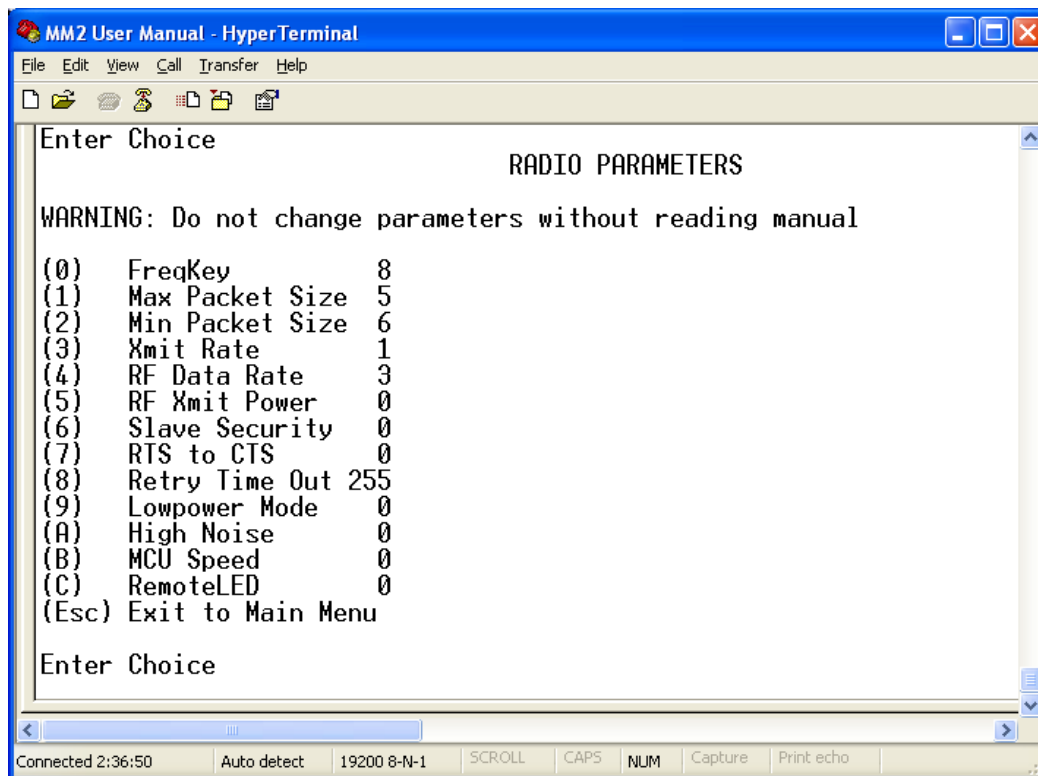 MM2 User Manual - HyperTerminal
File Edit View Call Transfer Help
Enter Choice
RADIO PARAMETERS
WARNING: Do not change parameters without reading manual
(0) FreqKey 8
(1) Max Packet Size 5
(2) Min Packet Size 6
(3) Xmit Rate 1
(4) RF Data Rate 3
(5) RF Xmit Power 0
(6) Slave Security 0
(7) RTS to CTS 0
(8) Retry Time Out 255
(9) Lowpower Mode 0
(A) High Noise 0
(B) MCU Speed 0
(C) RemoteLED 0
(Esc) Exit to Main Menu
Enter Choice
Connected 2:36:50 Auto detect 19200 8-N-1 SCROLL CAPS NUM Capture Print echo